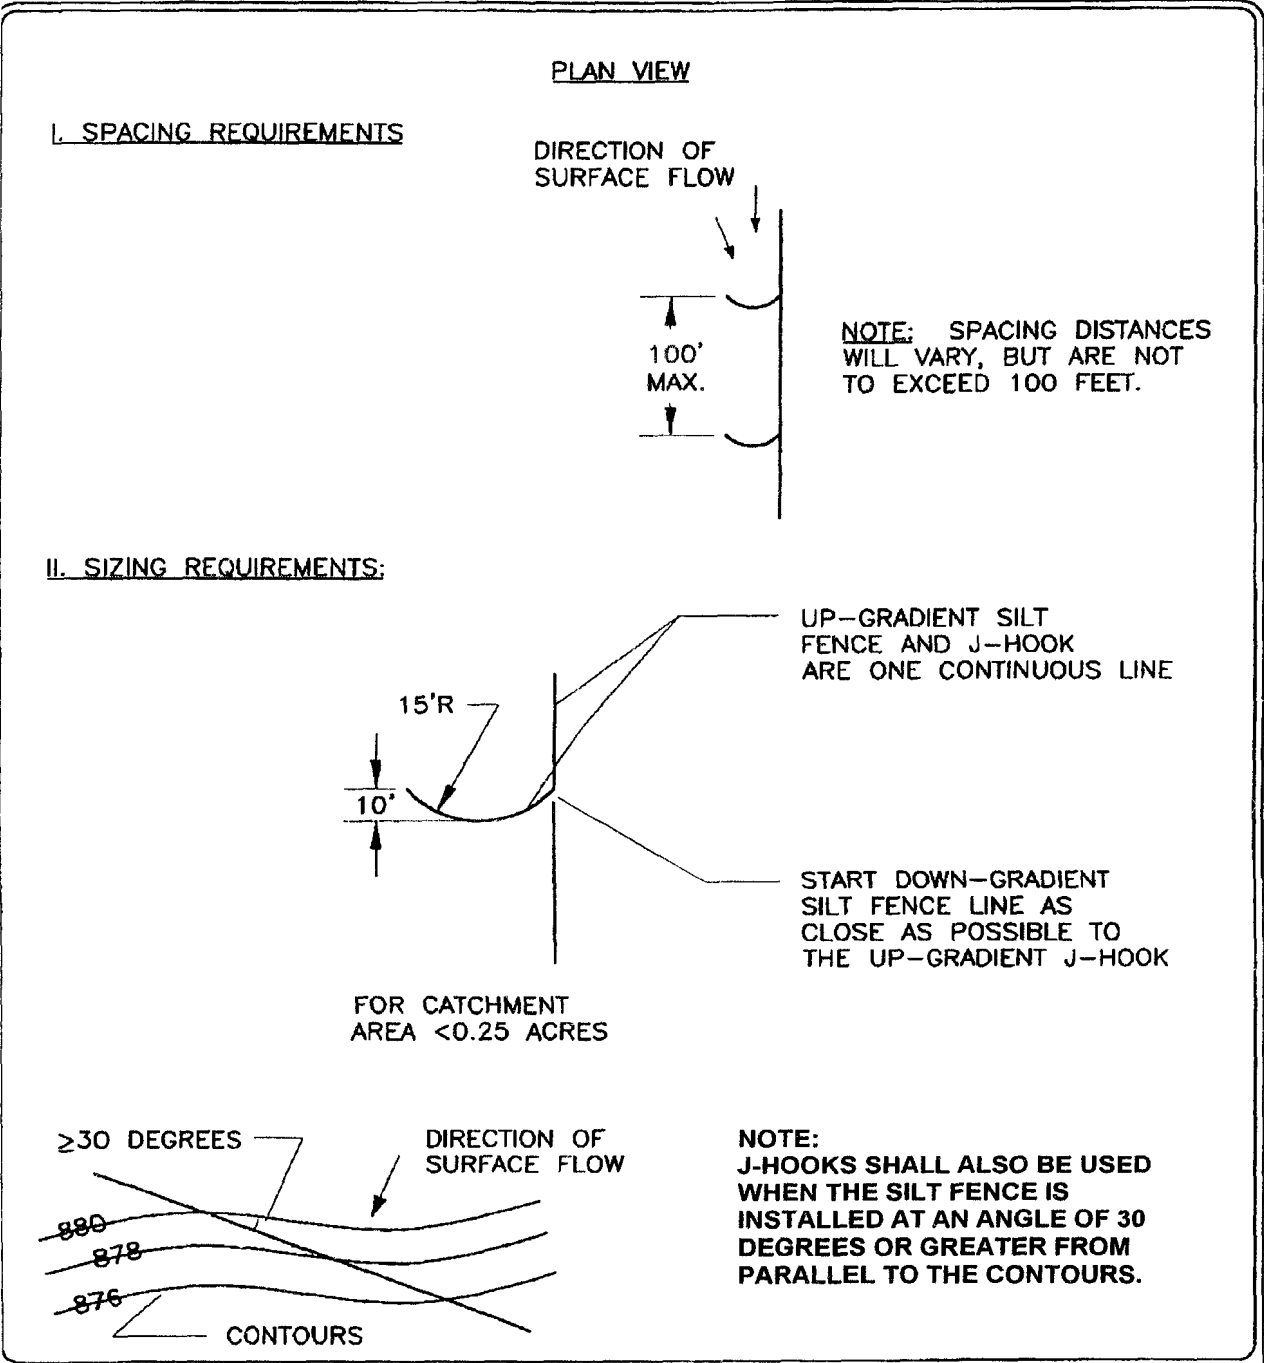 PLAN VIEW
I. SPACING REQUIREMENTS
DIRECTION OF
SURFACE FLOW
100'
MAX.
NOTE: SPACING DISTANCES
WILL VARY, BUT ARE NOT
TO EXCEED 100 FEET.
II. SIZING REQUIREMENTS:
UP-GRADIENT SILT
FENCE AND J-HOOK
ARE ONE CONTINUOUS LINE
15'R
10'
START DOWN-GRADIENT
SILT FENCE LINE AS
CLOSE AS POSSIBLE TO
THE UP-GRADIENT J-HOOK
FOR CATCHMENT
AREA <0.25 ACRES
≥30 DEGREES
DIRECTION OF
SURFACE FLOW
880
878
876
CONTOURS
NOTE:
J-HOOKS SHALL ALSO BE USED
WHEN THE SILT FENCE IS
INSTALLED AT AN ANGLE OF 30
DEGREES OR GREATER FROM
PARALLEL TO THE CONTOURS.